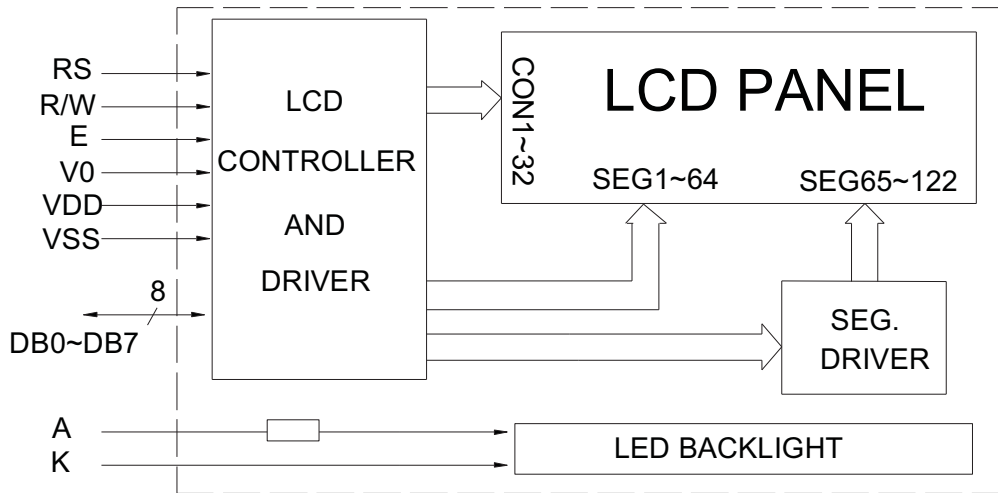 RS
R/W
E
V0
VDD
VSS
8
DB0~DB7
A
K
LCD
CONTROLLER
AND
DRIVER
CON1~32
LCD PANEL
SEG1~64
SEG65~122
SEG.
DRIVER
LED BACKLIGHT